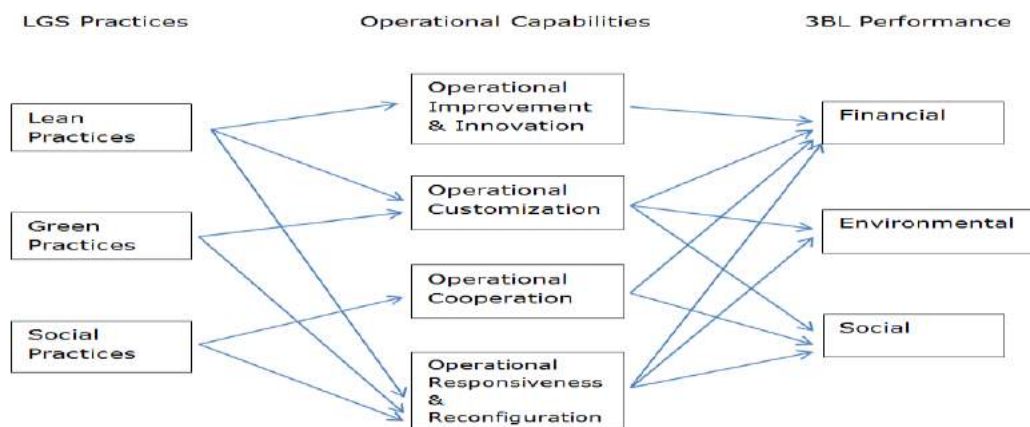 LGS Practices
Operational Capabilities
3BL Performance
Lean
Practices
Green
Practices
Social
Practices
Operational
Improvement
& Innovation
Operational
Customization
Operational
Cooperation
Operational
Responsiveness
&
Reconfiguration
Financial
Environmental
Social